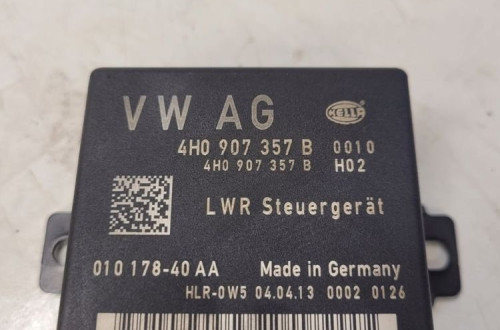 VW AG
HELLA
4H0 907 357 B 0010
4H0 907 357 B H02
LWR Steuergerät
010 178-40 AA Made in Germany
HLR-0W5 04.04.13 0002 0126